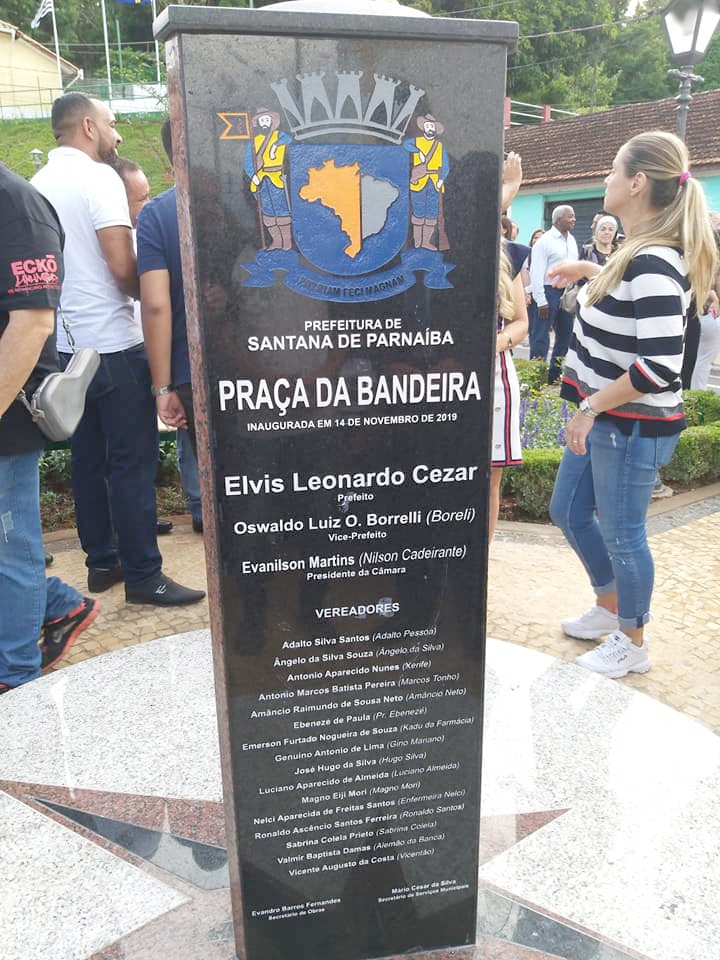 PATRIAM FECI MAGNAM
PREFEITURA DE
SANTANA DE PARNAÍBA
PRAÇA DA BANDEIRA
INAUGURADA EM 14 DE NOVEMBRO DE 2019
Elvis Leonardo Cezar
Prefeito
Oswaldo Luiz O. Borrelli (Boreli)
Vice-Prefeito
Evanilson Martins (Nilson Cadeirante)
Presidente da Câmara
VEREADORES
Adalto Silva Santos (Adalto Pessoa)
Ângelo da Silva Souza (Ângelo da Silva)
Antonio Aparecido Nunes (Xerife)
Antonio Marcos Batista Pereira (Marcos Tonho)
Amâncio Raimundo de Sousa Neto (Amâncio Neto)
Ebenezé de Paula (Pr. Ebenezé)
Emerson Furtado Nogueira de Souza (Kadu da Farmácia)
Genuino Antonio de Lima (Gino Mariano)
José Hugo da Silva (Hugo Silva)
Luciano Aparecido de Almeida (Luciano Almeida)
Magno Eiji Mori (Magno Mori)
Nelci Aparecida de Freitas Santos (Enfermeira Nelci)
Ronaldo Ascêncio Santos Ferreira (Ronaldo Santos)
Sabrina Colela Prieto (Sabrina Colela)
Valmir Baptista Damas (Alemão da Banca)
Vicente Augusto da Costa (Vicentão)
Evandro Barros Fernandes
Secretário de Obras
Mário Cesar da Silva
Secretário de Serviços Municipais
ECKŌ
FILA